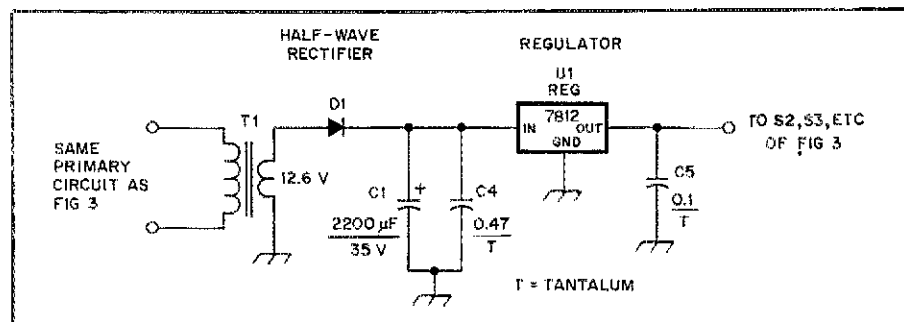 HALF-WAVE
RECTIFIER
REGULATOR
U1
REG
7812
IN
OUT
GND
D1
T1
12.6 V
SAME
PRIMARY
CIRCUIT AS
FIG 3
C1
+
2200 µF
35 V
C4
0.47
T
C5
0.1
T
TO S2, S3, ETC
OF FIG 3
T = TANTALUM